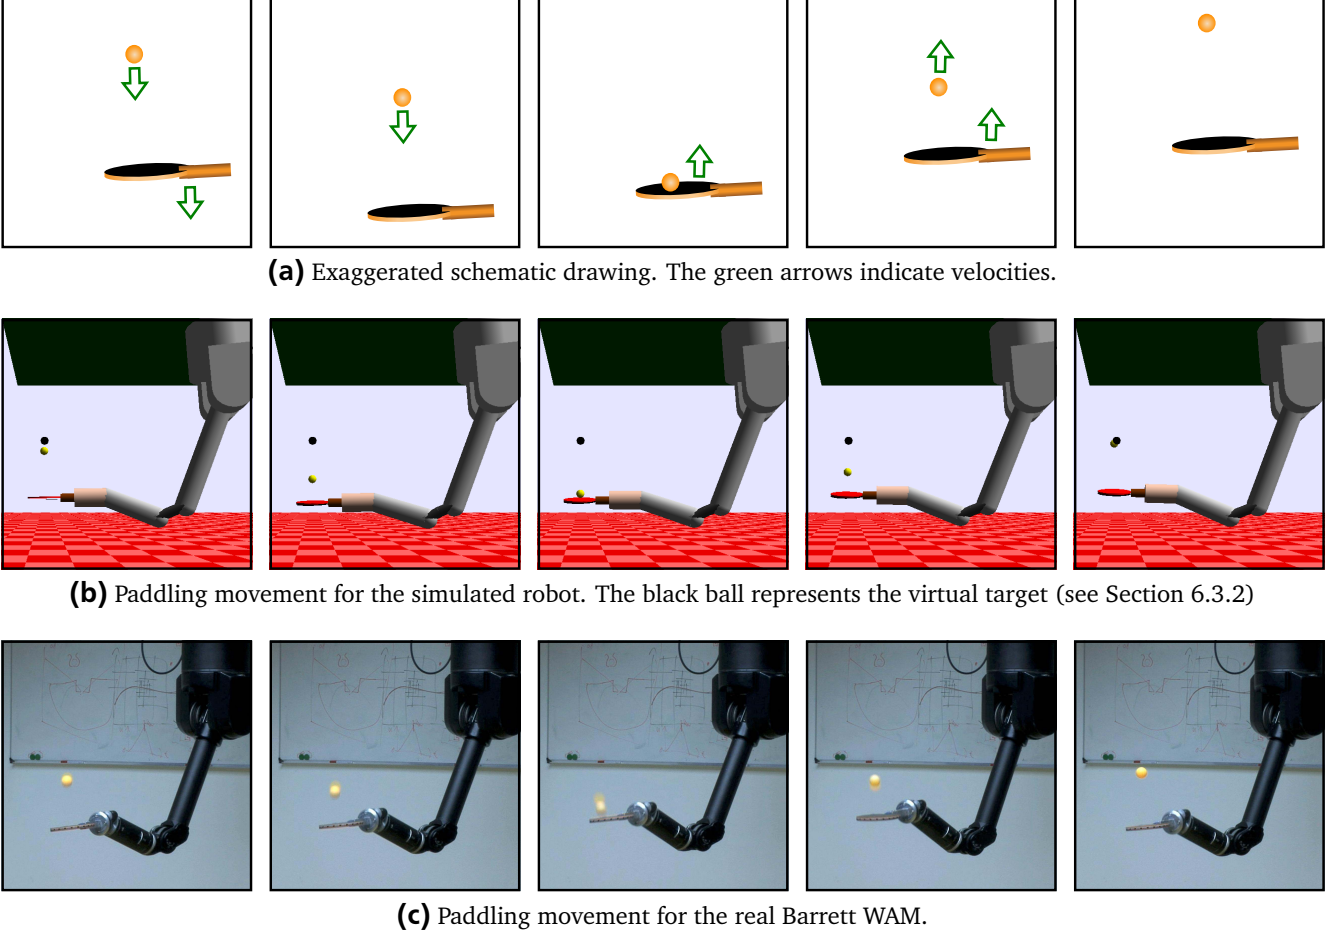 (a) Exaggerated schematic drawing. The green arrows indicate velocities.
(b) Paddling movement for the simulated robot. The black ball represents the virtual target (see Section 6.3.2)
(c) Paddling movement for the real Barrett WAM.